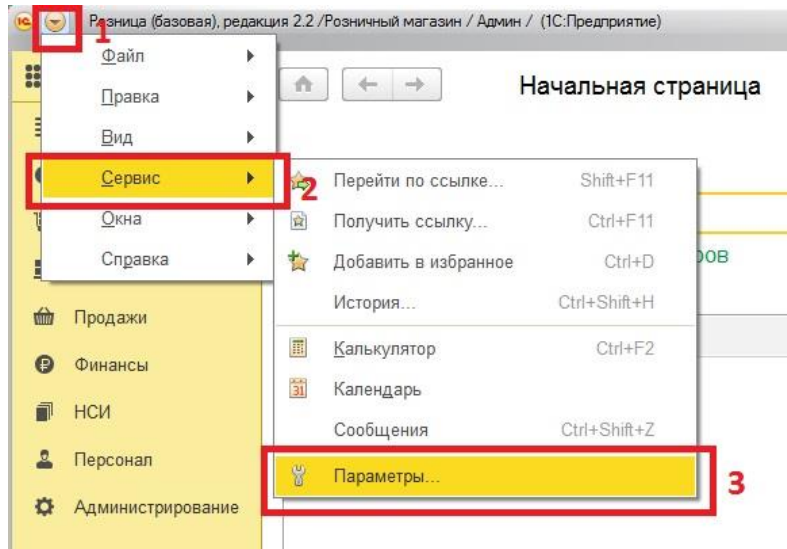 1С Розница (базовая), редакция 2.2 /Розничный магазин / Админ / (1С:Предприятие)
1
Файл
Правка
Вид
Сервис
2
Окна
Справка
Начальная страница
Перейти по ссылке... Shift+F11
Получить ссылку... Ctrl+F11
Добавить в избранное Ctrl+D
История... Ctrl+Shift+H
Калькулятор Ctrl+F2
31 Календарь
Сообщения Ctrl+Shift+Z
Параметры...
3
ров
Продажи
Финансы
НСИ
Персонал
Администрирование